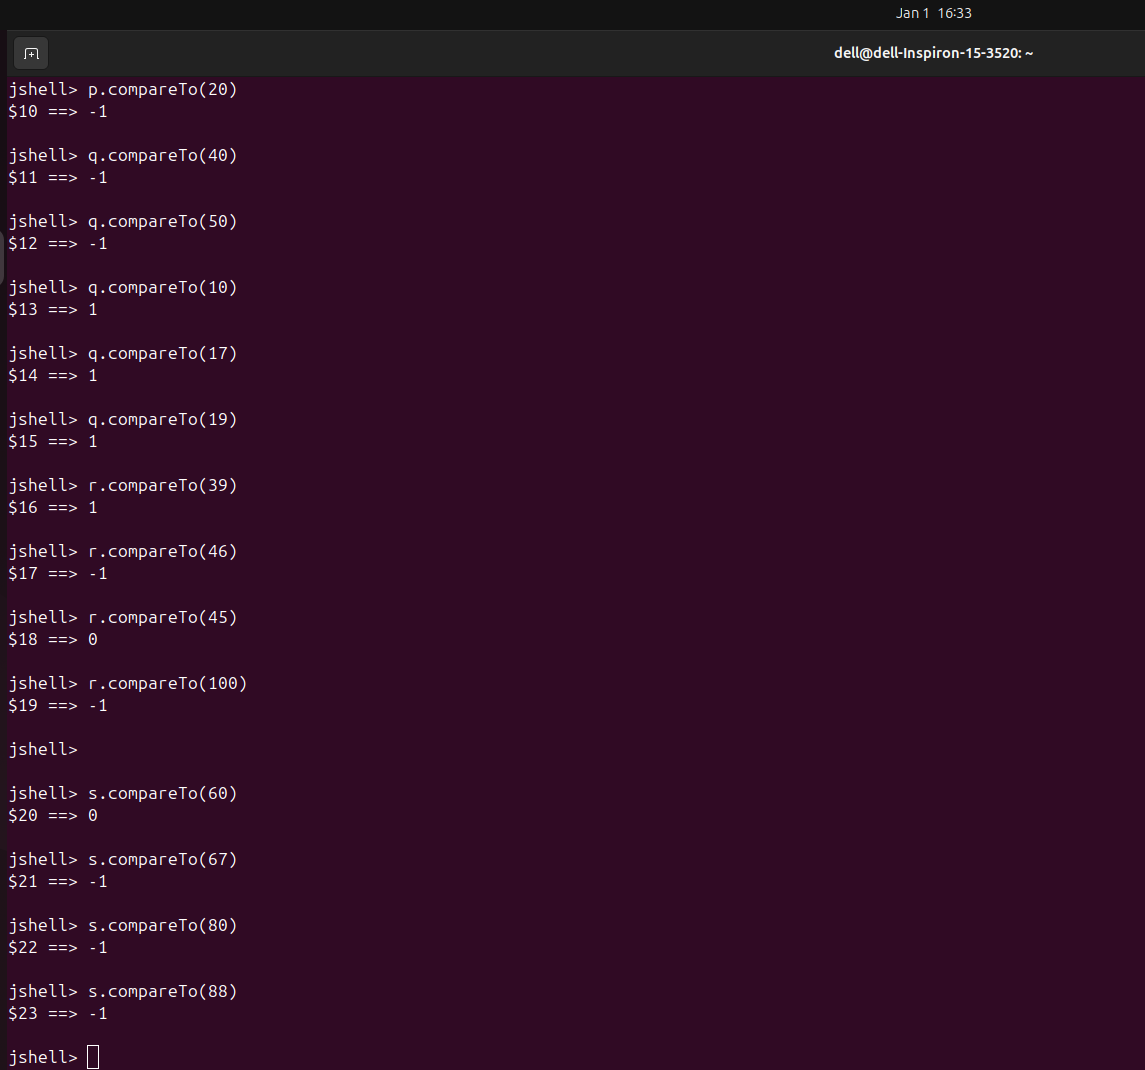 Jan 1 16:33
dell@dell-Inspiron-15-3520: ~
jshell> p.compareTo(20)
$10 ==> -1
jshell> q.compareTo(40)
$11 ==> -1
jshell> q.compareTo(50)
$12 ==> -1
jshell> q.compareTo(10)
$13 ==> 1
jshell> q.compareTo(17)
$14 ==> 1
jshell> q.compareTo(19)
$15 ==> 1
jshell> r.compareTo(39)
$16 ==> 1
jshell> r.compareTo(46)
$17 ==> -1
jshell> r.compareTo(45)
$18 ==> 0
jshell> r.compareTo(100)
$19 ==> -1
jshell>
jshell> s.compareTo(60)
$20 ==> 0
jshell> s.compareTo(67)
$21 ==> -1
jshell> s.compareTo(80)
$22 ==> -1
jshell> s.compareTo(88)
$23 ==> -1
jshell>